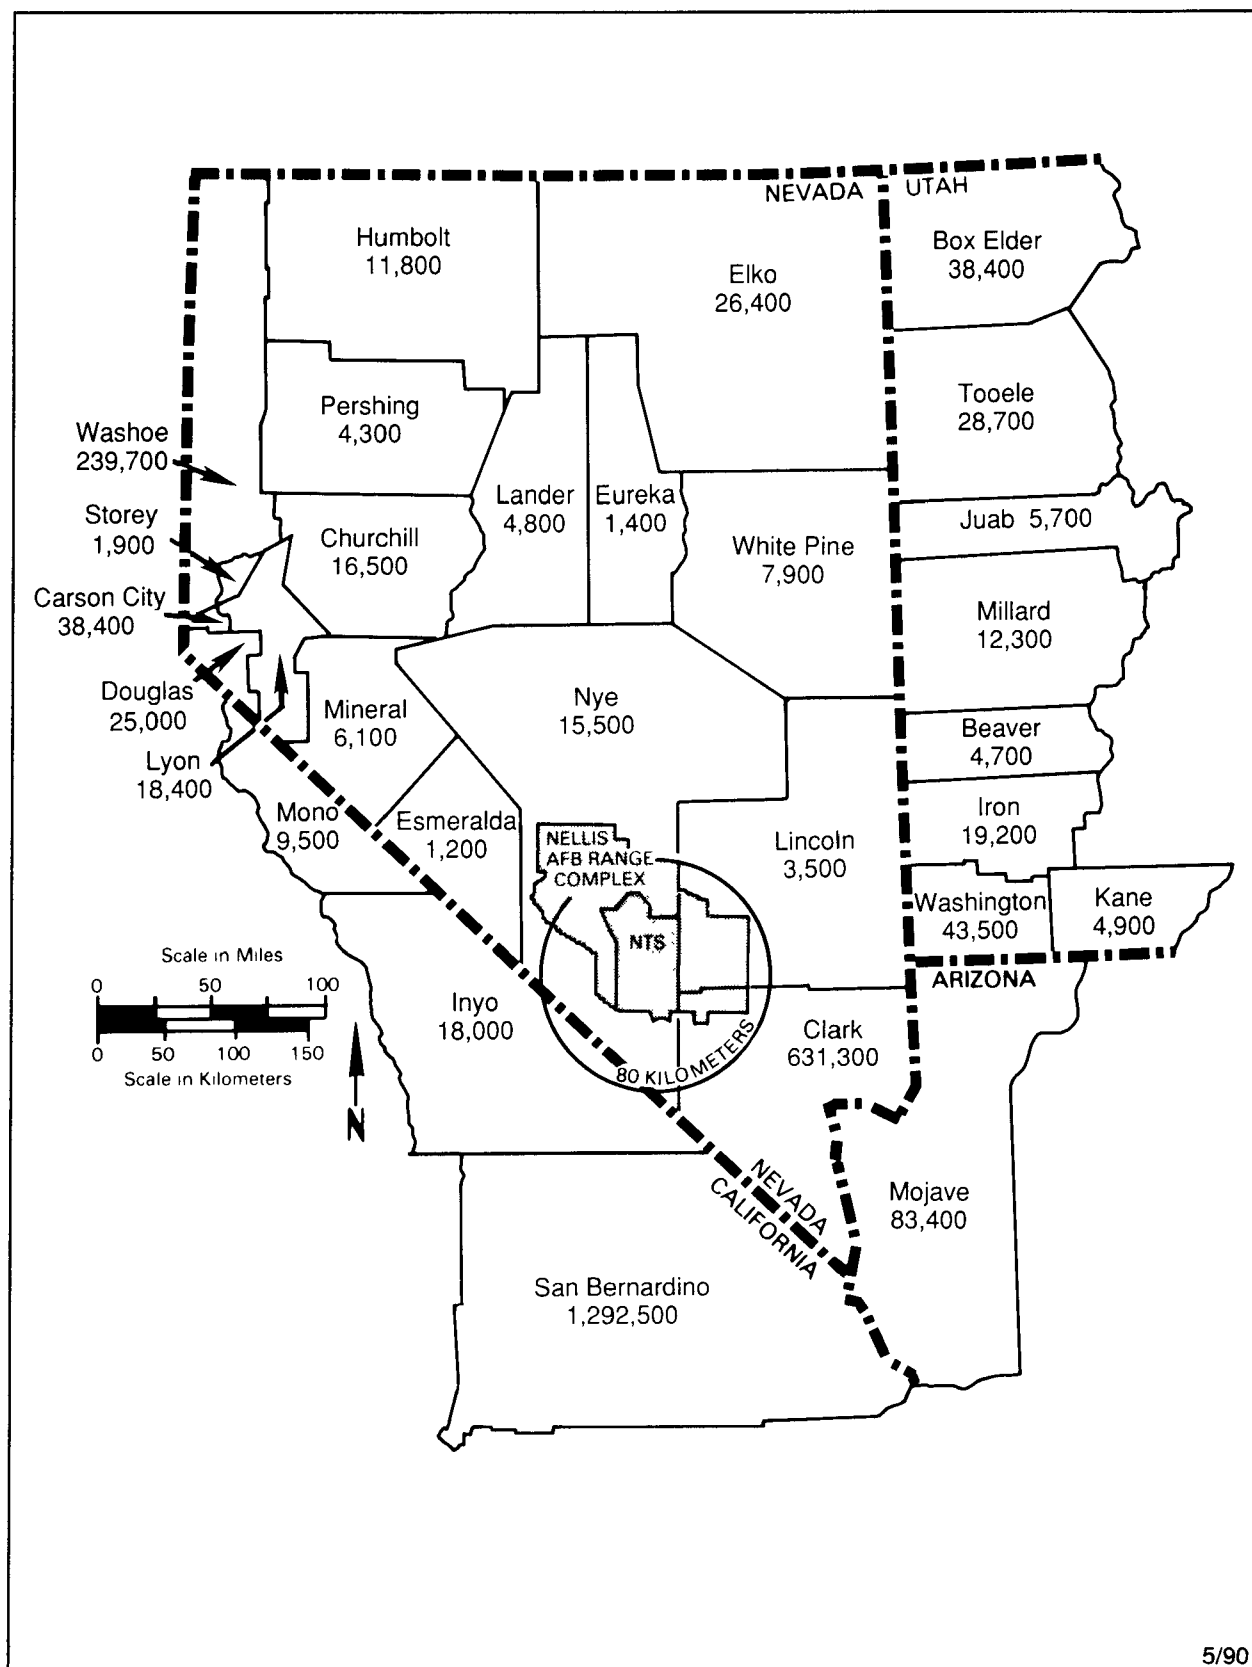 NEVADA
UTAH
Humbolt
11,800
Elko
26,400
Box Elder
38,400
Pershing
4,300
Tooele
28,700
Washoe
239,700
Storey
1,900
Lander
4,800
Eureka
1,400
Juab 5,700
Churchill
16,500
White Pine
7,900
Carson City
38,400
Millard
12,300
Douglas
25,000
Mineral
6,100
Nye
15,500
Beaver
4,700
Lyon
18,400
Mono
9,500
Esmeralda
1,200
Iron
19,200
NELLIS
AFB RANGE
COMPLEX
Lincoln
3,500
Washington
43,500
Kane
4,900
NTS
ARIZONA
Scale in Miles
0 50 100
0 50 100 150
Scale in Kilometers
N
Inyo
18,000
Clark
631,300
80 KILOMETERS
NEVADA
CALIFORNIA
Mojave
83,400
San Bernardino
1,292,500
5/90